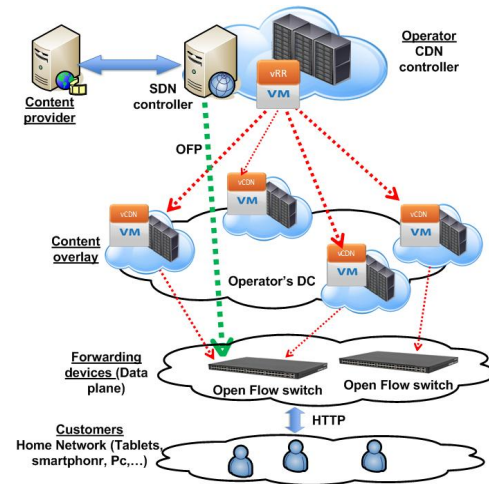 Operator
CDN
controller
vRR
VM
Content
provider
SDN
controller
OFP
vCDN
VM
vCDN
VM
vCDN
VM
vCDN
VM
Content
overlay
Operator's DC
Forwarding
devices (Data
plane)
Open Flow switch
Open Flow switch
HTTP
Customers
Home Network (Tablets,
smartphonr, Pc,...)